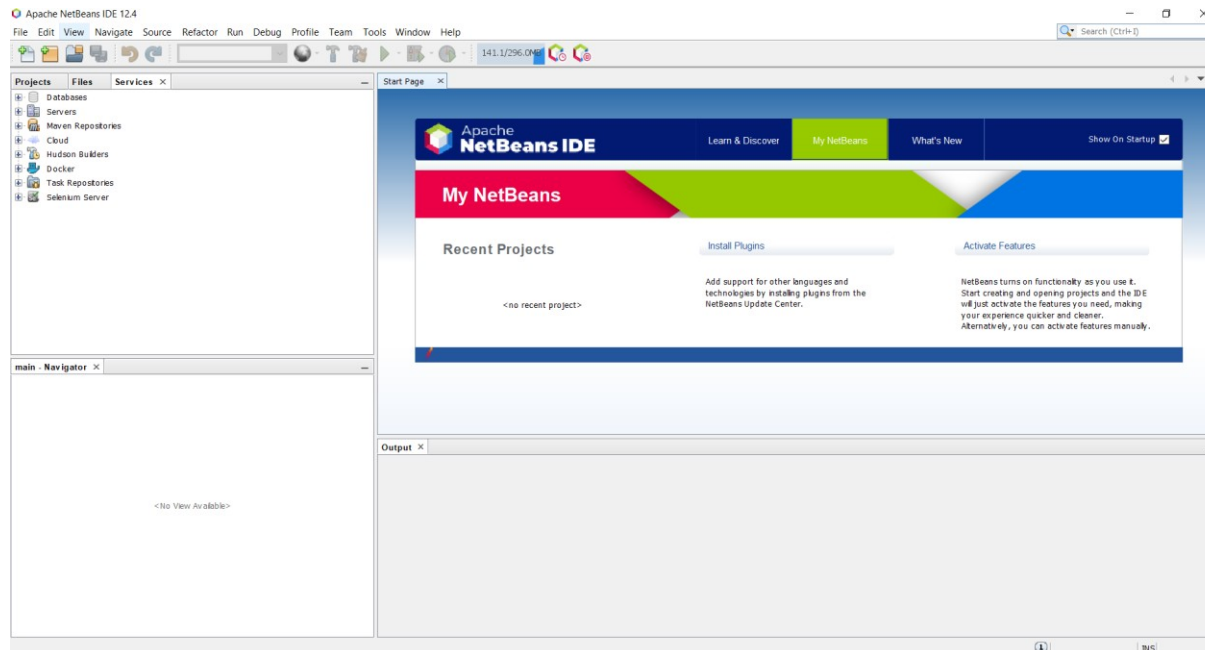 Apache NetBeans IDE 12.4
File Edit View Navigate Source Refactor Run Debug Profile Team Tools Window Help
Search (Ctrl+I)
141.1/296.0MB
Projects Files Services
Databases
Servers
Maven Repositories
Cloud
Hudson Builders
Docker
Task Repositories
Selenium Server
main - Navigator
<No View Available>
Start Page
Apache
NetBeans IDE
Learn & Discover
My NetBeans
What's New
Show On Startup
My NetBeans
Recent Projects
<no recent project>
Install Plugins
Add support for other languages and
technologies by installing plugins from the
NetBeans Update Center.
Activate Features
NetBeans turns on functionality as you use it.
Start creating and opening projects and the IDE
will just activate the features you need, making
your experience quicker and cleaner.
Alternatively, you can activate features manually.
Output
INS